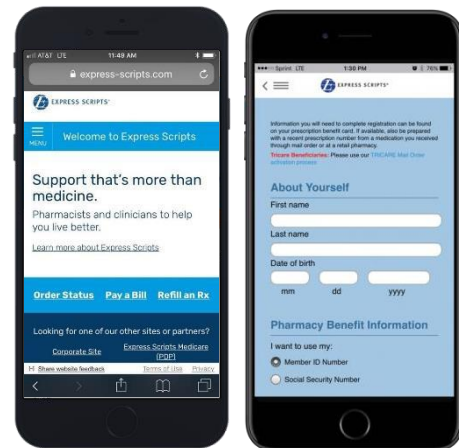 AT&T LTE 11:49 AM
express-scripts.com
EXPRESS SCRIPTS®
MENU
Welcome to Express Scripts
Support that's more than
medicine.
Pharmacists and clinicians to help
you live better.
Learn more about Express Scripts
Order Status Pay a Bill Refill an Rx
Looking for one of our other sites or partners?
Corporate Site
Express Scripts Medicare
(PDP)
Share website feedback
Terms of Use Privacy
Sprint LTE 1:30 PM 76%
EXPRESS SCRIPTS®
Information you will need to complete registration can be found
on your prescription benefit card. If available, also be prepared
with a recent prescription number from a medication you received
through mail order or at a retail pharmacy.
Tricare Beneficiaries: Please use our TRICARE Mail Order
activation process
About Yourself
First name
Last name
Date of birth
mm dd yyyy
Pharmacy Benefit Information
I want to use my:
Member ID Number
Social Security Number